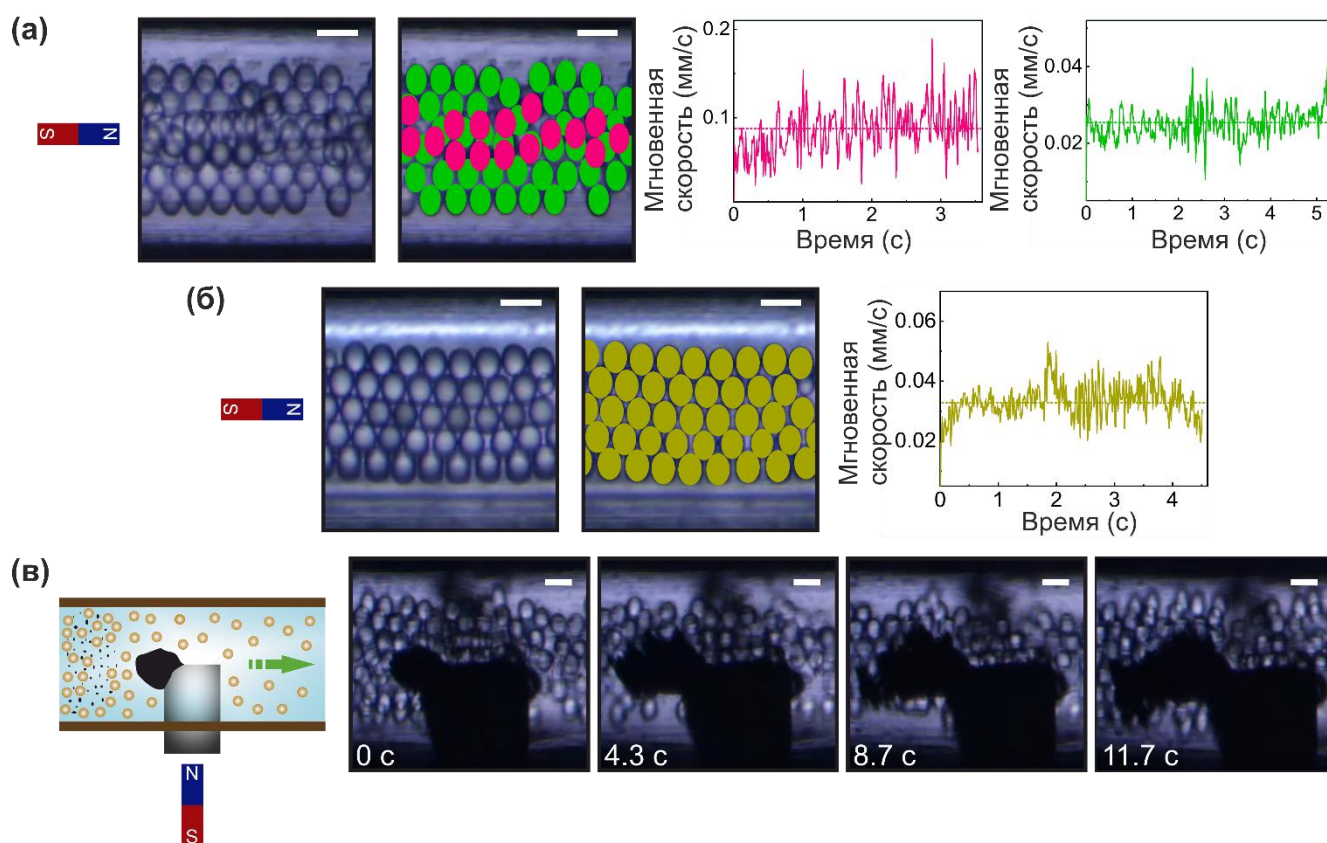 (а)
S N
Мгновенная
скорость (мм/с)
0.2
0.1
0 1 2 3
Время (с)
Мгновенная
скорость (мм/с)
0.04
0.02
0 1 2 3 4 5
Время (с)
(б)
S N
Мгновенная
скорость (мм/с)
0.06
0.04
0.02
0 1 2 3 4
Время (с)
(в)
N
S
0 с
4.3 с
8.7 с
11.7 с